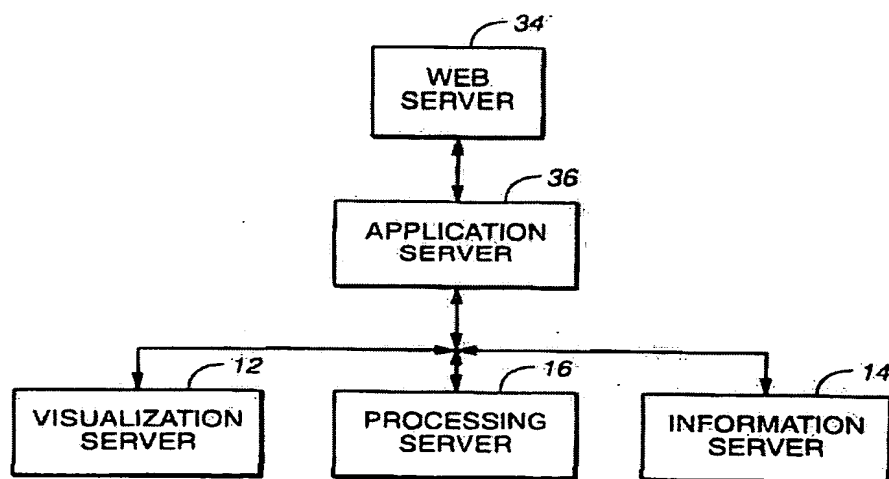 34
WEB
SERVER
36
APPLICATION
SERVER
12
VISUALIZATION
SERVER
16
PROCESSING
SERVER
14
INFORMATION
SERVER